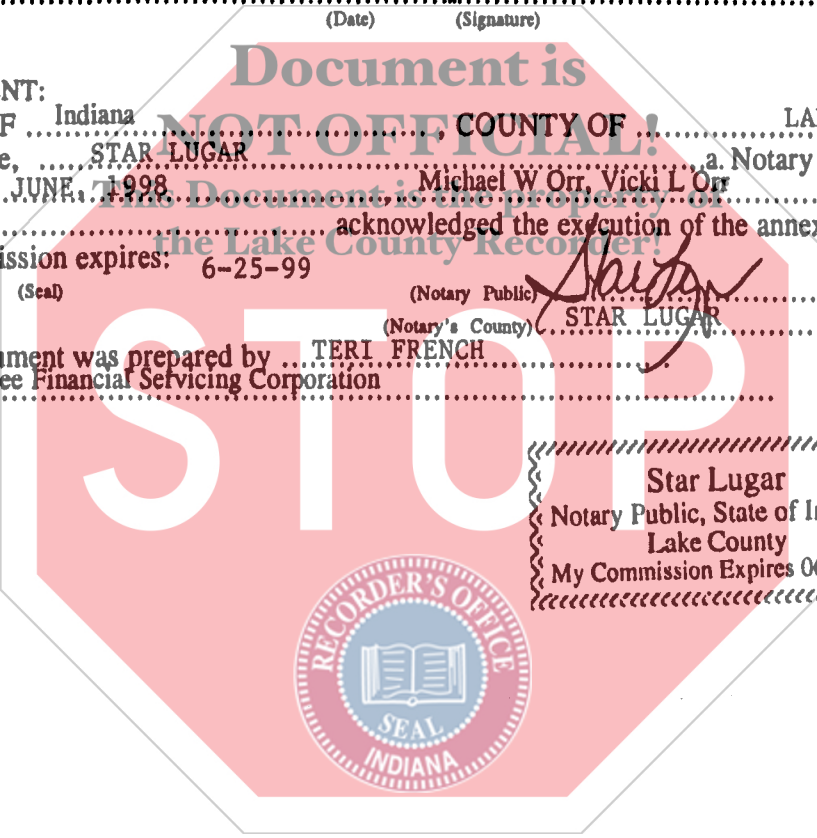 (Date) (Signature)
Document is
NT:
F Indiana , COUNTY OF LA
NOT OFFICIAL!
e, STAR LUGAR , a. Notary
JUNE, 1998 , Michael W Orr, Vicki L Orr
This Document is the property of
acknowledged the execution of the annex
the Lake County Recorder!
ission expires: 6-25-99
(Seal) (Notary Public)
(Notary's County) STAR LUGAR
ument was prepared by TERI FRENCH
ee Financial Servicing Corporation
STOP
Star Lugar
Notary Public, State of I
Lake County
My Commission Expires 0
RECORDER'S OFFICE
SEAL
INDIANA